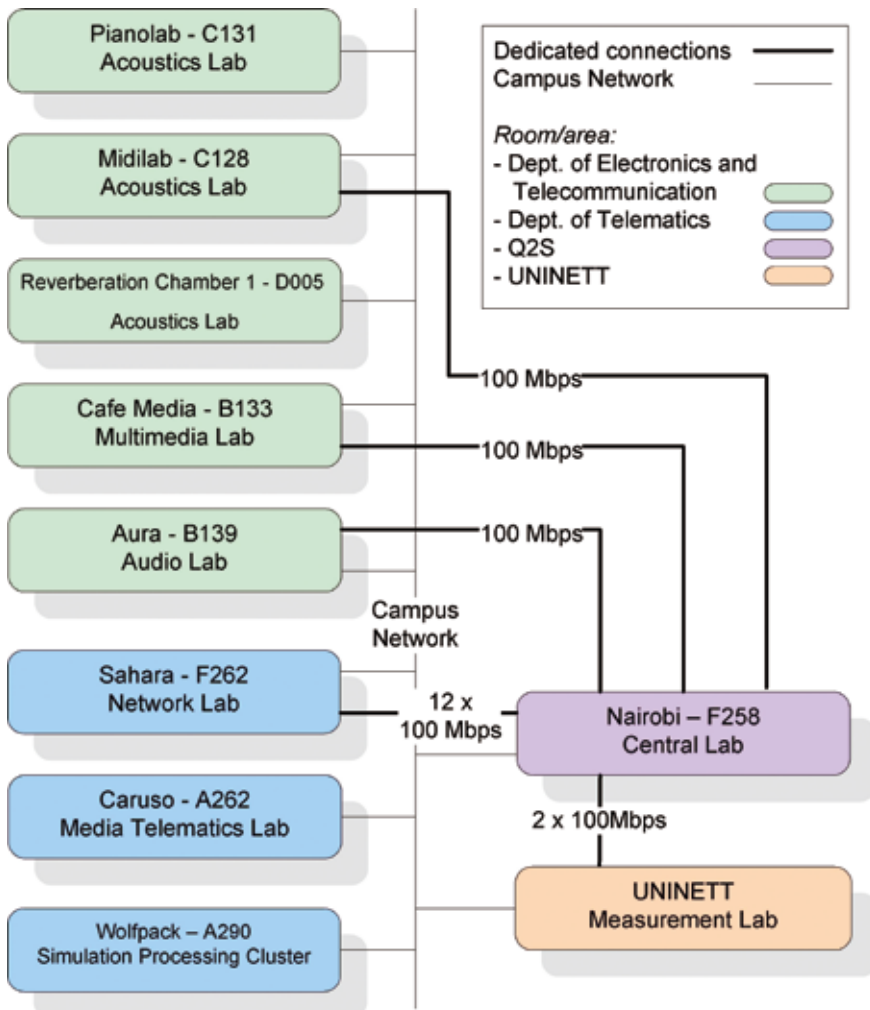 Pianolab - C131
Acoustics Lab
Midilab - C128
Acoustics Lab
Reverberation Chamber 1 - D005
Acoustics Lab
Cafe Media - B133
Multimedia Lab
Aura - B139
Audio Lab
Sahara - F262
Network Lab
Caruso - A262
Media Telematics Lab
Wolfpack – A290
Simulation Processing Cluster
Campus
Network
Dedicated connections
Campus Network
Room/area:
- Dept. of Electronics and
Telecommunication
- Dept. of Telematics
- Q2S
- UNINETT
100 Mbps
100 Mbps
100 Mbps
12 x
100 Mbps
Nairobi – F258
Central Lab
2 x 100Mbps
UNINETT
Measurement Lab